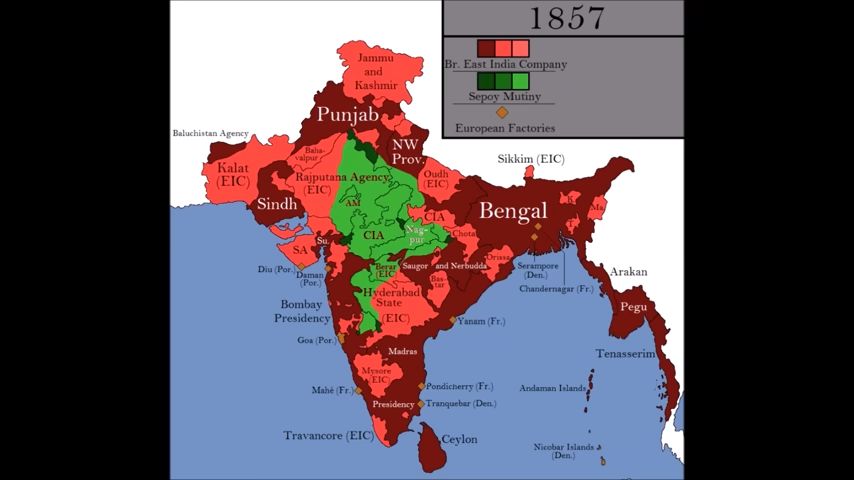 1857
Br. East India Company
Sepoy Mutiny
European Factories
Jammu
and
Kashmir
Punjab
Baluchistan Agency
NW
Prov.
Baha-
valpur
Sikkim (EIC)
Kalat
(EIC)
Rajputana Agency
(EIC)
Oudh
(EIC)
AM
Sindh
Bengal
K.
Ma.
T.
CIA
CIA
Nag-
pur
Chota
Su.
SA
Orissa
Berar
(EIC)
Saugor and Nerbudda
Diu (Por.)
Daman
(Por.)
Bas-
tar
Serampore
(Den.)
Chandernagar (Fr.)
Arakan
Hyderabad
State
(EIC)
Bombay
Presidency
Pegu
Yanam (Fr.)
Goa (Por.)
Madras
Tenasserim
Mysore
(EIC)
Mahé (Fr.)
Pondicherry (Fr.)
Andaman Islands
Presidency
Tranquebar (Den.)
Travancore (EIC)
Ceylon
Nicobar Islands
(Den.)